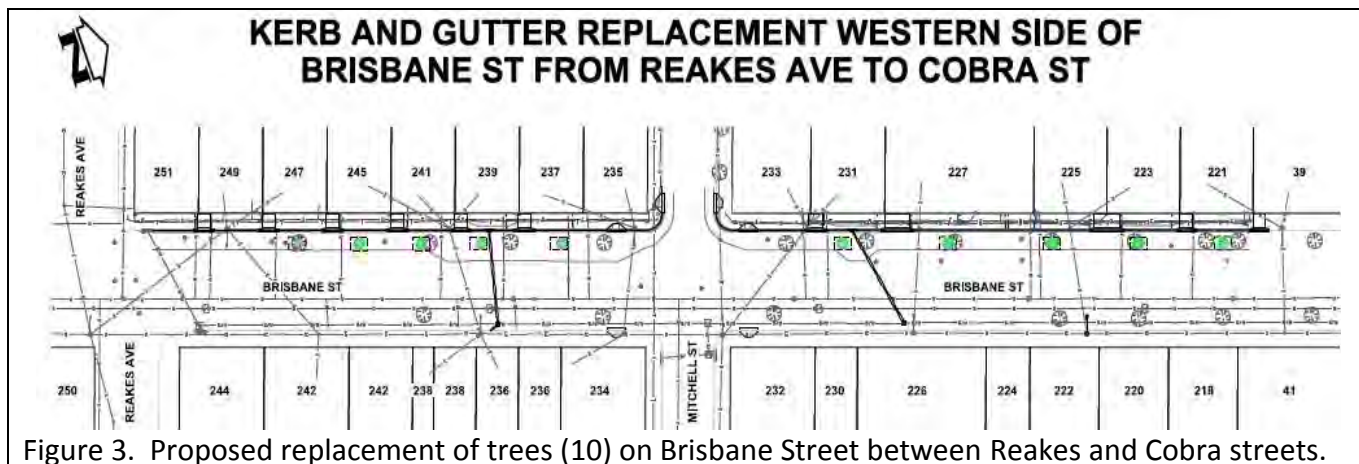 KERB AND GUTTER REPLACEMENT WESTERN SIDE OF
BRISBANE ST FROM REAKES AVE TO COBRA ST
REAKES AVE
251 249 247 245 241 239 237 235 233 231 227 225 223 221 39
BRISBANE ST BRISBANE ST
REAKES AVE
MITCHELL ST
250 244 242 242 238 238 236 236 234 232 230 226 224 222 220 218 41
Figure 3. Proposed replacement of trees (10) on Brisbane Street between Reakes and Cobra streets.